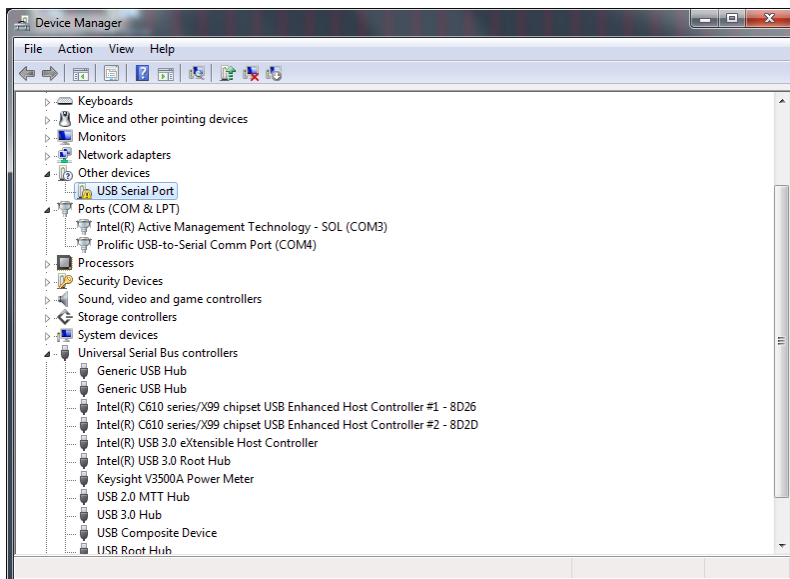 Device Manager
File Action View Help
Keyboards
Mice and other pointing devices
Monitors
Network adapters
Other devices
USB Serial Port
Ports (COM & LPT)
Intel(R) Active Management Technology - SOL (COM3)
Prolific USB-to-Serial Comm Port (COM4)
Processors
Security Devices
Sound, video and game controllers
Storage controllers
System devices
Universal Serial Bus controllers
Generic USB Hub
Generic USB Hub
Intel(R) C610 series/X99 chipset USB Enhanced Host Controller #1 - 8D26
Intel(R) C610 series/X99 chipset USB Enhanced Host Controller #2 - 8D2D
Intel(R) USB 3.0 eXtensible Host Controller
Intel(R) USB 3.0 Root Hub
Keysight V3500A Power Meter
USB 2.0 MTT Hub
USB 3.0 Hub
USB Composite Device
USB Root Hub